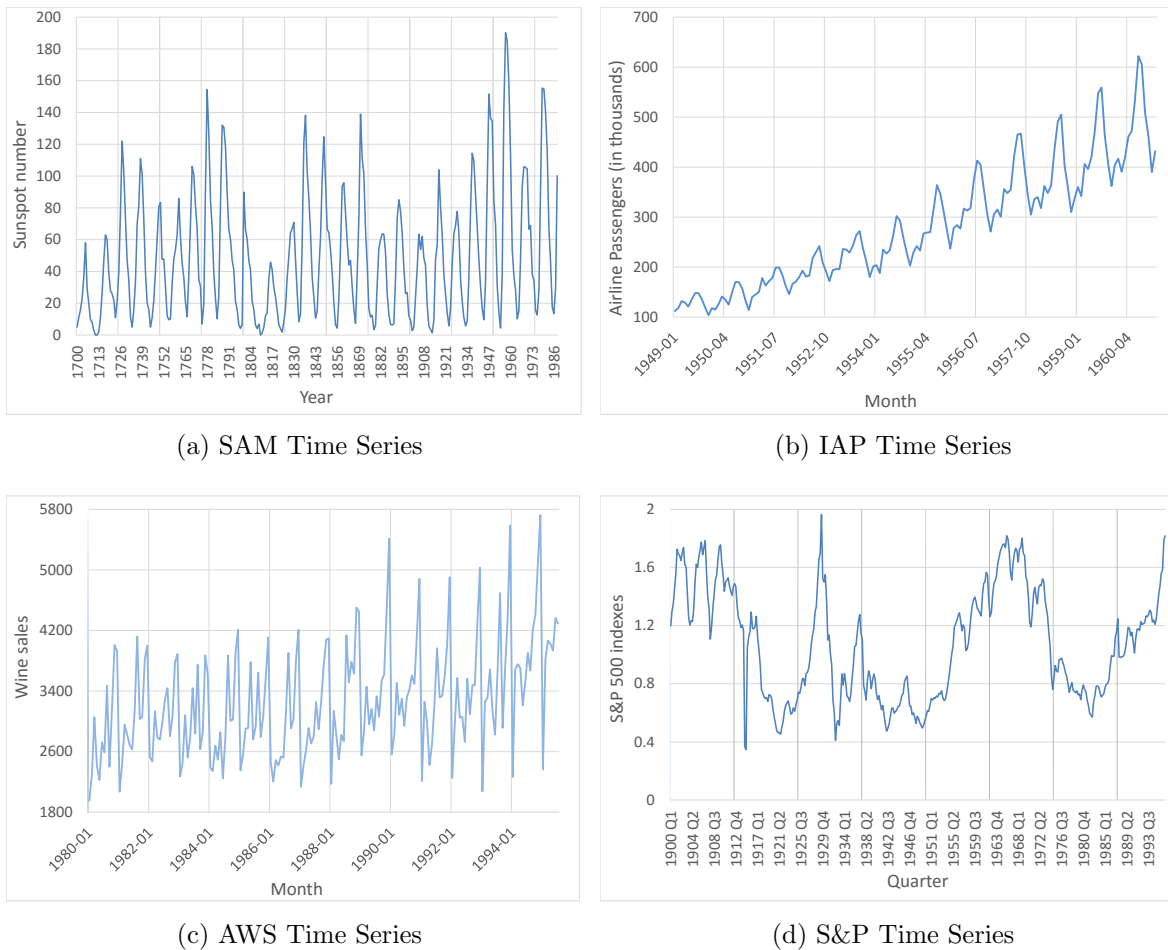 200
180
160
140
120
100
80
60
40
20
0
Sunspot number
1700
1713
1726
1739
1752
1765
1778
1791
1804
1817
1830
1843
1856
1869
1882
1895
1908
1921
1934
1947
1960
1973
1986
Year
(a) SAM Time Series
700
600
500
400
300
200
100
Airline Passengers (in thousands)
1949-01
1950-04
1951-07
1952-10
1954-01
1955-04
1956-07
1957-10
1959-01
1960-04
Month
(b) IAP Time Series
5800
5000
4200
3400
2600
1800
Wine sales
1980-01
1982-01
1984-01
1986-01
1988-01
1990-01
1992-01
1994-01
Month
(c) AWS Time Series
2
1.6
1.2
0.8
0.4
0
S&P 500 indexes
1900 Q1
1904 Q2
1908 Q3
1912 Q4
1917 Q1
1921 Q2
1925 Q3
1929 Q4
1934 Q1
1938 Q2
1942 Q3
1946 Q4
1951 Q1
1955 Q2
1959 Q3
1963 Q4
1968 Q1
1972 Q2
1976 Q3
1980 Q4
1985 Q1
1989 Q2
1993 Q3
Quarter
(d) S&P Time Series